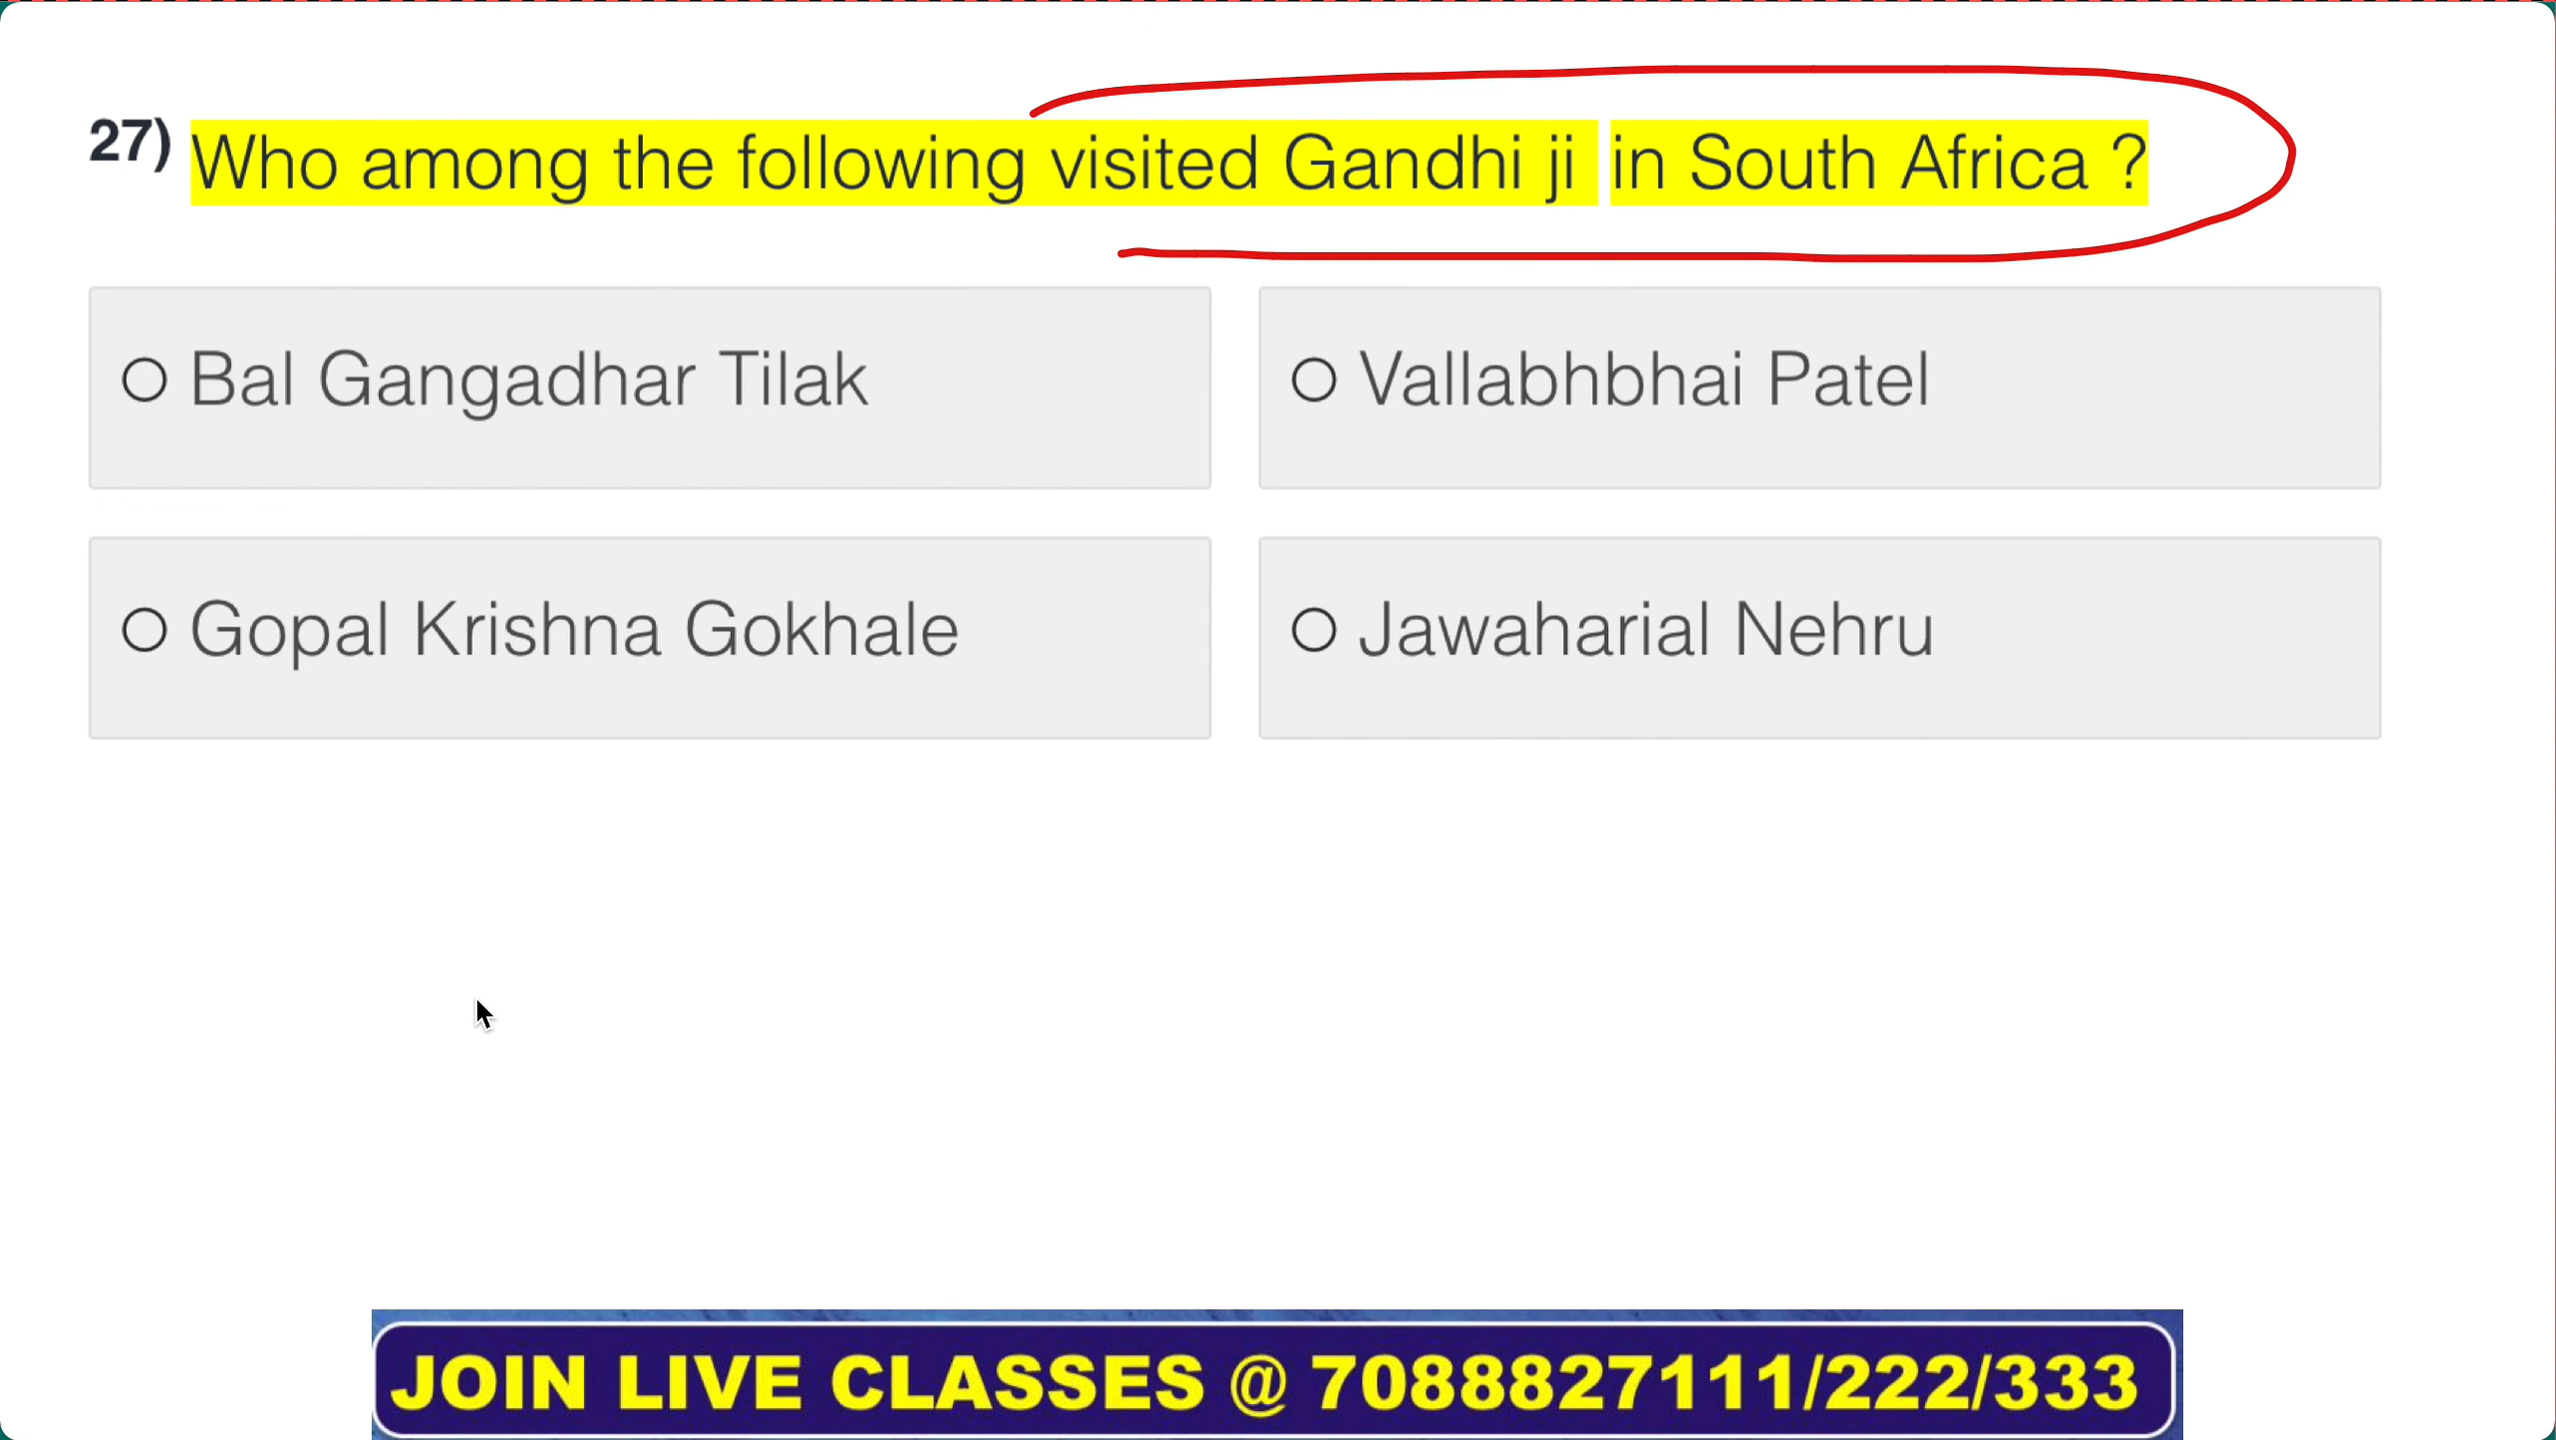 27) Who among the following visited Gandhi ji in South Africa ?
Bal Gangadhar Tilak
Vallabhbhai Patel
Gopal Krishna Gokhale
Jawaharial Nehru
JOIN LIVE CLASSES @ 7088827111/222/333